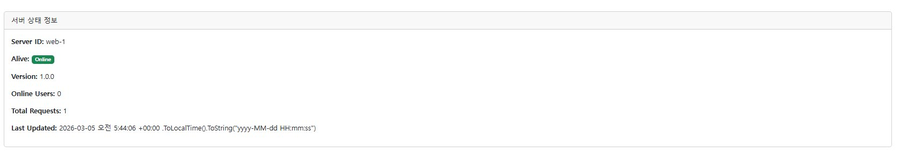 서버 상태 정보
Server ID: web-1
Alive: Online
Version: 1.0.0
Online Users: 0
Total Requests: 1
Last Updated: 2026-03-05 오전 5:44:06 +00:00 .ToLocalTime().ToString("yyyy-MM-dd HH:mm:ss")